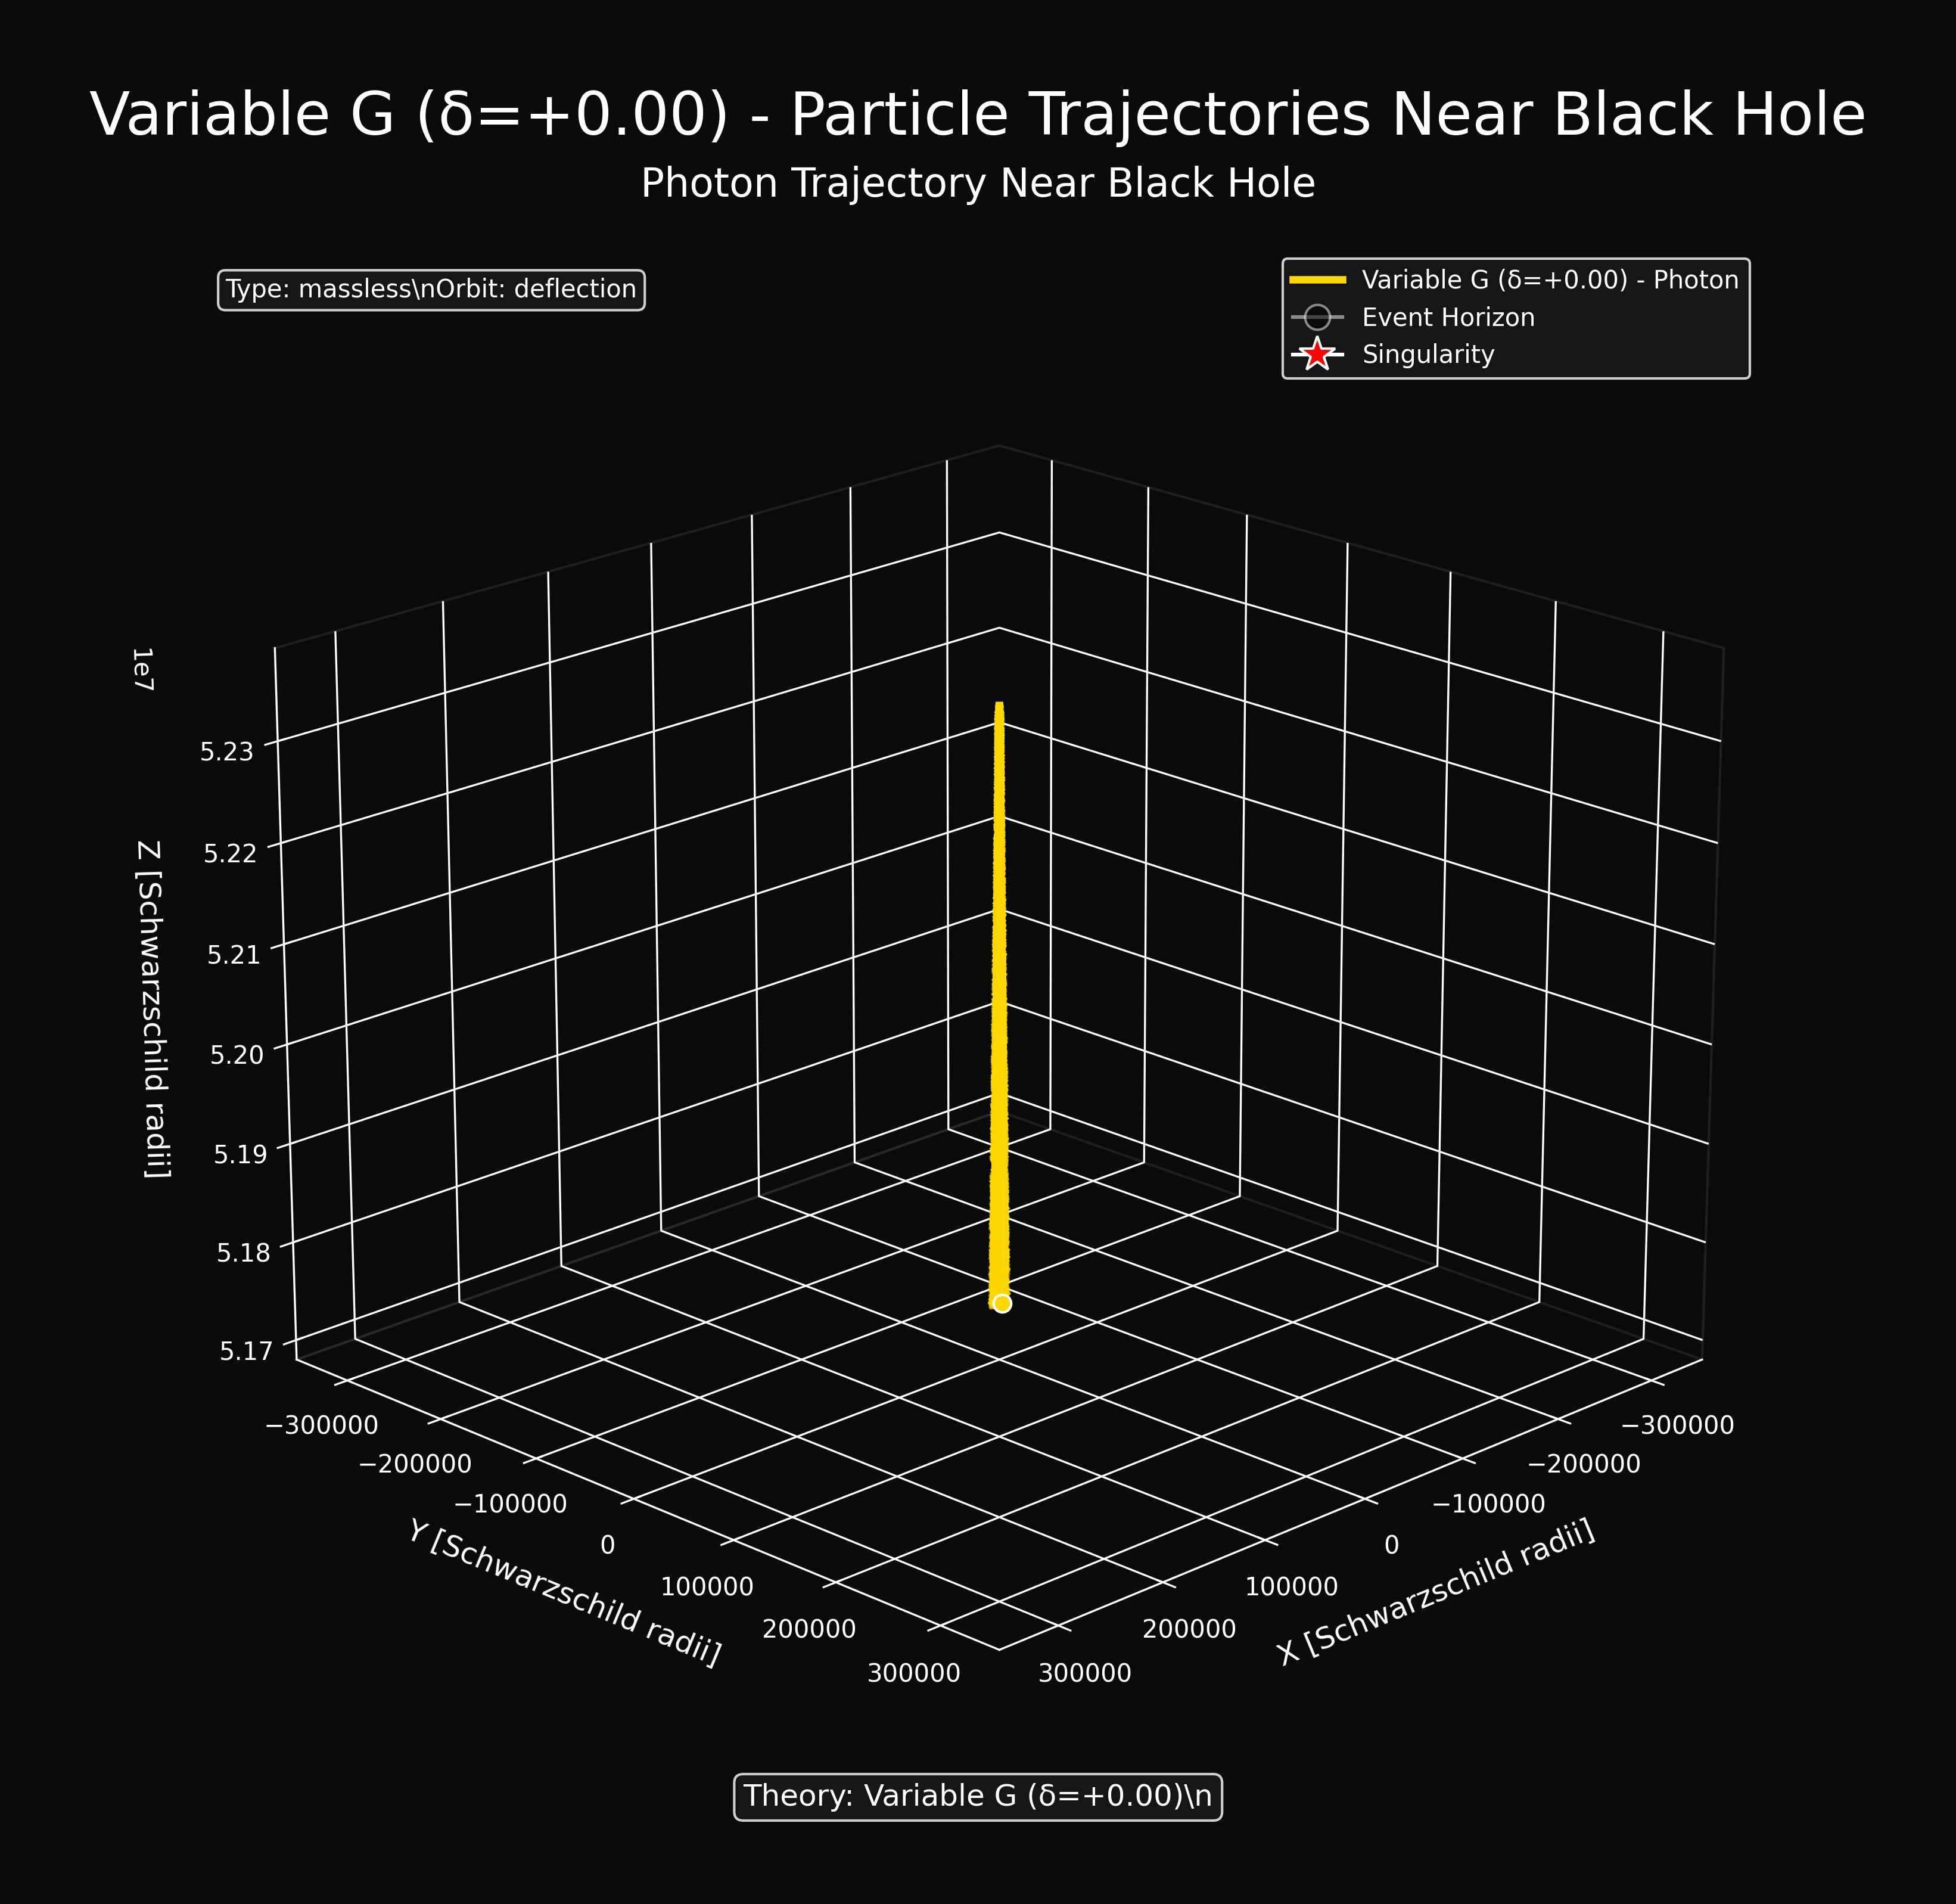 Variable G (δ=+0.00) - Particle Trajectories Near Black Hole
Photon Trajectory Near Black Hole
Type: massless\nOrbit: deflection
Variable G (δ=+0.00) - Photon
Event Horizon
Singularity
1e7
Z [Schwarzschild radii]
5.23
5.22
5.21
5.20
5.19
5.18
5.17
−300000
−200000
−100000
0
100000
200000
300000
Y [Schwarzschild radii]
−300000
−200000
−100000
0
100000
200000
300000
X [Schwarzschild radii]
Theory: Variable G (δ=+0.00)\n